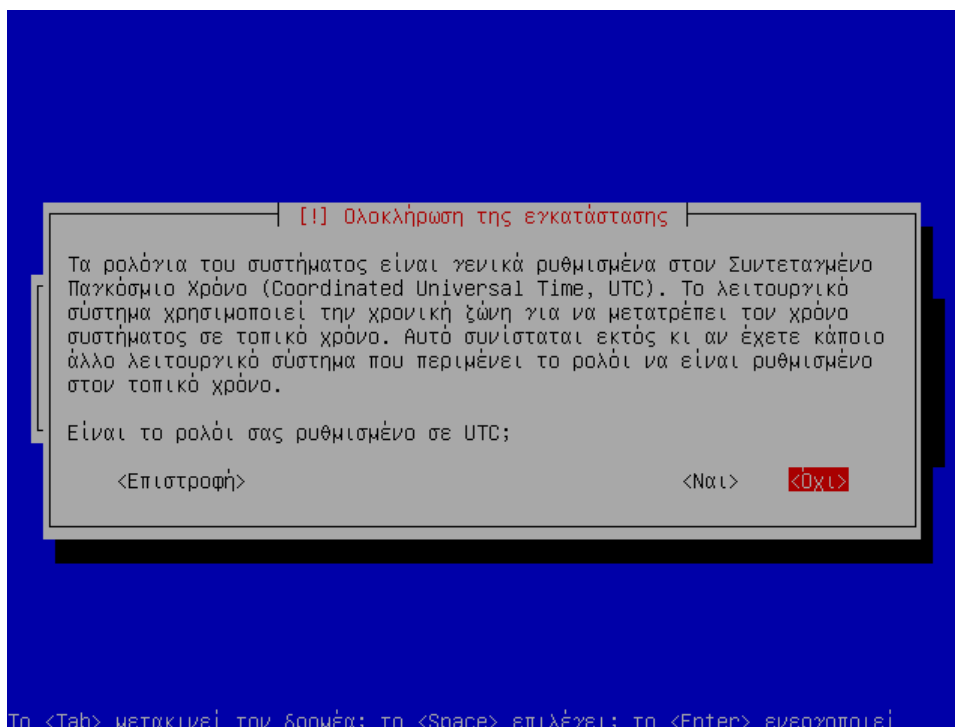 [!] Ολοκλήρωση της εγκατάστασης
Τα ρολόγια του συστήματος είναι γενικά ρυθμισμένα στον Συντεταγμένο
Παγκόσμιο Χρόνο (Coordinated Universal Time, UTC). Το λειτουργικό
σύστημα χρησιμοποιεί την χρονική ζώνη για να μετατρέπει τον χρόνο
συστήματος σε τοπικό χρόνο. Αυτό συνίσταται εκτός κι αν έχετε κάποιο
άλλο λειτουργικό σύστημα που περιμένει το ρολόι να είναι ρυθμισμένο
στον τοπικό χρόνο.
Είναι το ρολόι σας ρυθμισμένο σε UTC;
<Επιστροφή> <Ναι> <Όχι>
Το <Tab> μετακινεί τον δρομέα; το <Space> επιλέγει; το <Enter> ενεργοποιεί